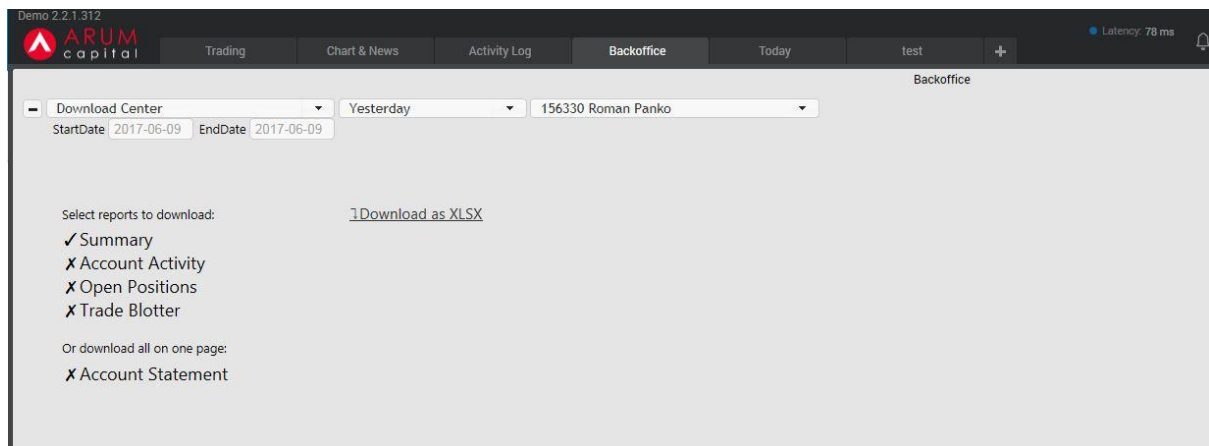 Demo 2.2.1.312
ARUM
capital
Trading
Chart & News
Activity Log
Backoffice
Today
test
+
Latency: 78 ms
Backoffice
Download Center
Yesterday
156330 Roman Panko
StartDate 2017-06-09 EndDate 2017-06-09
Select reports to download:
Download as XLSX
✓ Summary
✗ Account Activity
✗ Open Positions
✗ Trade Blotter
Or download all on one page:
✗ Account Statement